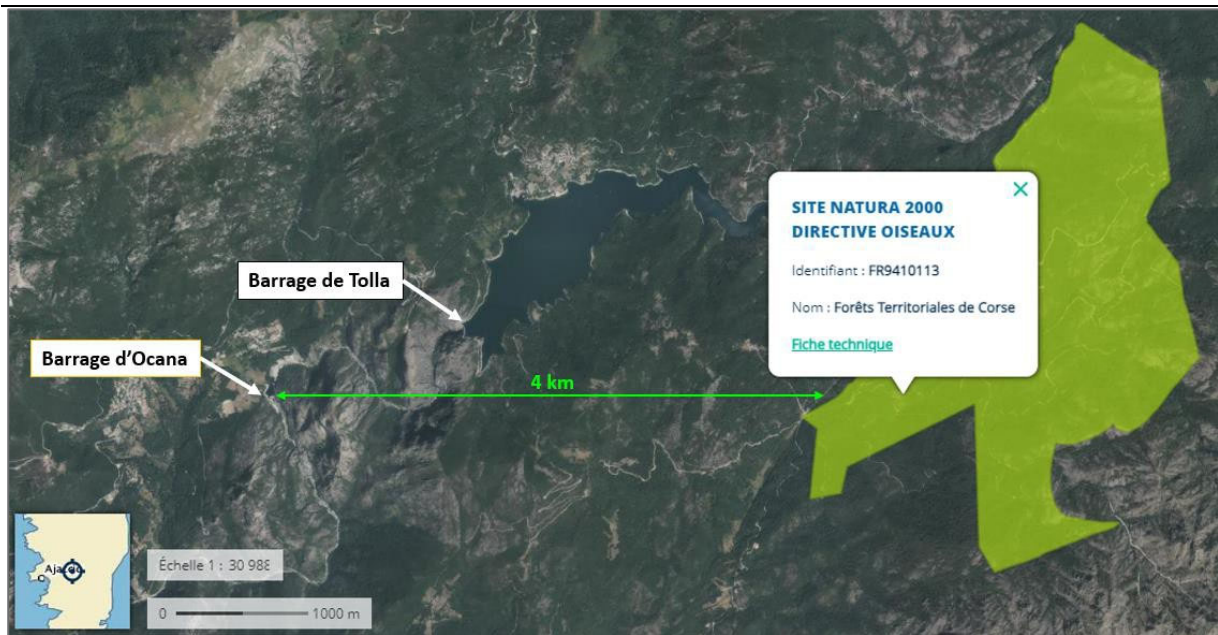 SITE NATURA 2000
DIRECTIVE OISEAUX
Identifiant : FR9410113
Nom : Forêts Territoriales de Corse
Fiche technique
Barrage de Tolla
Barrage d'Ocana
4 km
Échelle 1 : 30 988
0 1000 m